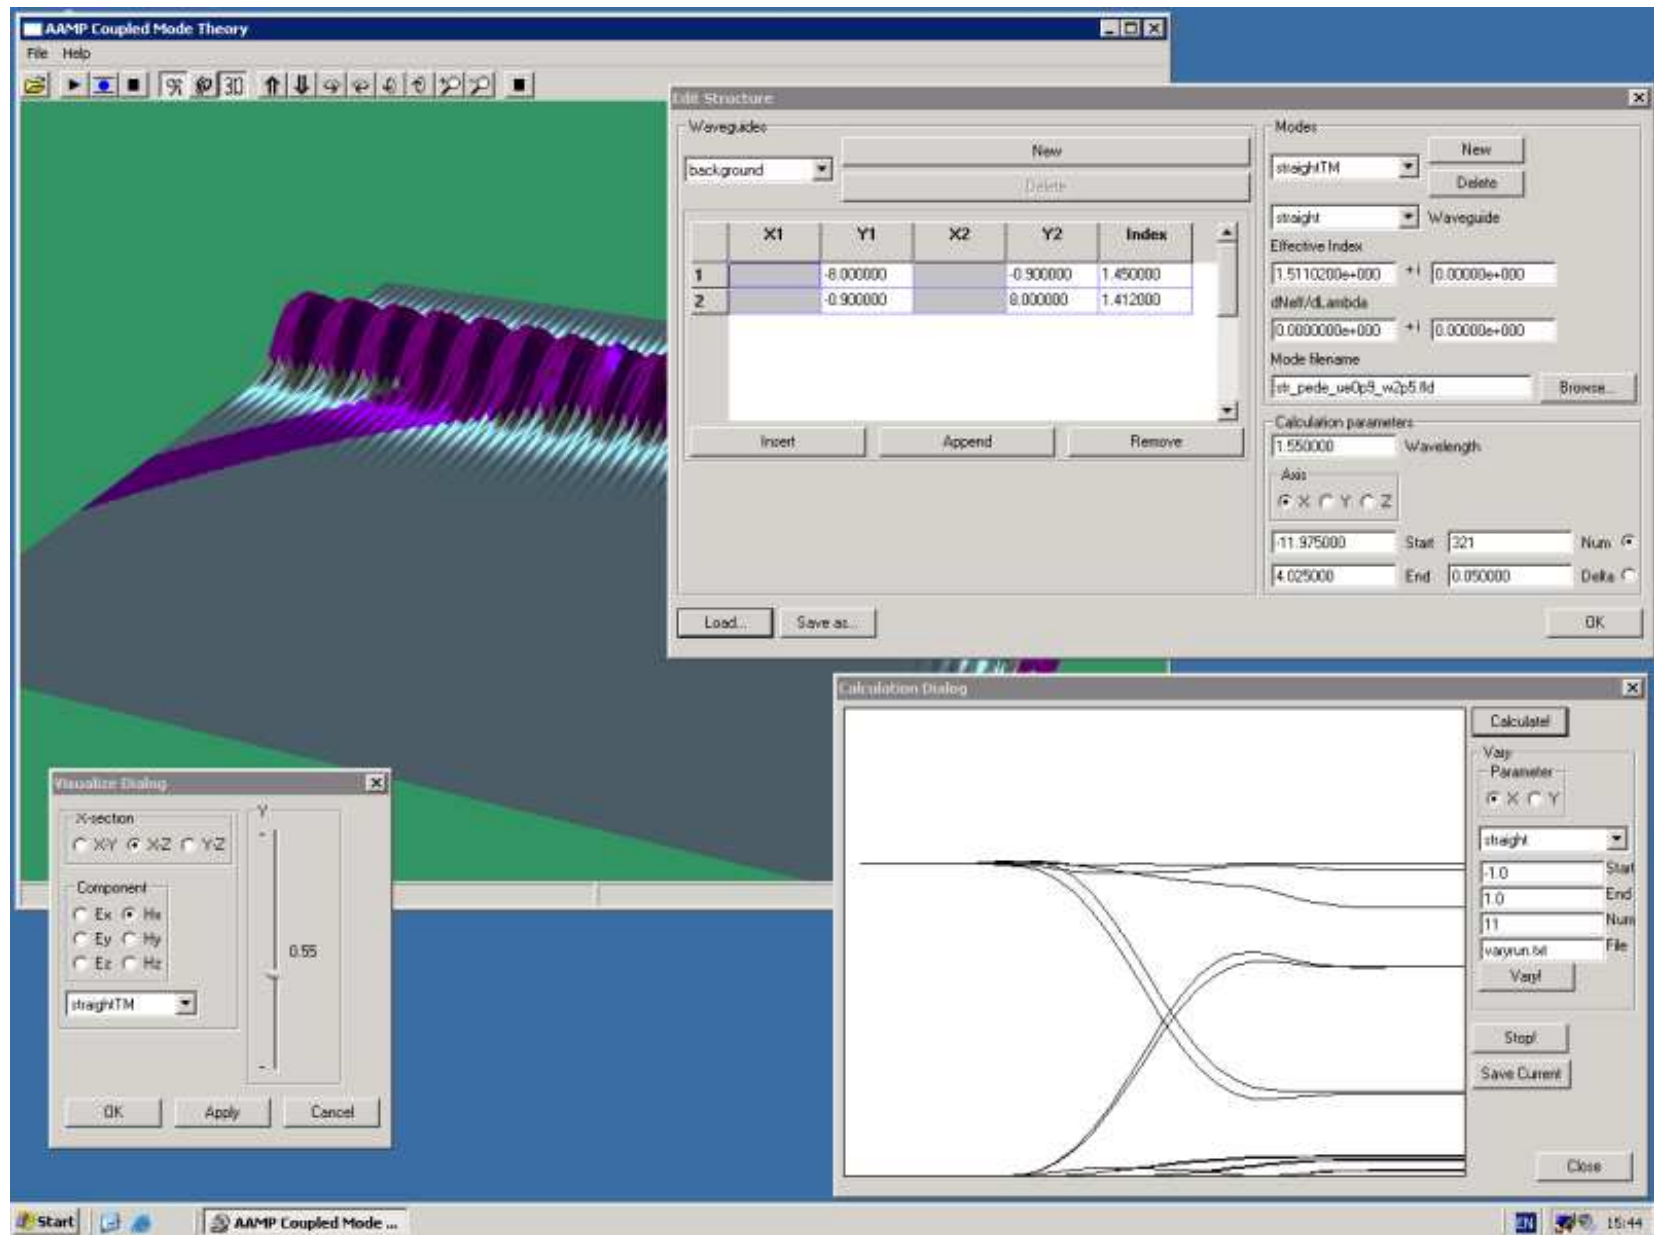 AAMP Coupled Mode Theory
File Help
3D
Edit Structure
Waveguides
background
New
Delete
X1 Y1 X2 Y2 Index
1 -8.000000 -0.900000 1.450000
2 -0.900000 8.000000 1.412000
Insert Append Remove
Load... Save as...
Modes
straightTM
New
Delete
straight Waveguide
Effective Index
1.5110200e+000 +i 0.00000e+000
dNeff/dLambda
0.0000000e+000 +i 0.00000e+000
Mode filename
str_pede_ue0p9_w2p5.fld Browse...
Calculation parameters
1.550000 Wavelength
Axis
X Y Z
-11.975000 Start 321 Num
4.025000 End 0.050000 Delta
OK
Visualize Dialog
X-section
X-Y X-Z Y-Z
Component
Ex Hx
Ey Hy
Ez Hz
straightTM
Y
0.55
OK Apply Cancel
Calculation Dialog
Calculate!
Vary
Parameter
X Y
straight
-1.0 Start
1.0 End
11 Num
varyrun.txt File
Vary!
Stop!
Save Current
Close
Start AAMP Coupled Mode ... EN 15:44